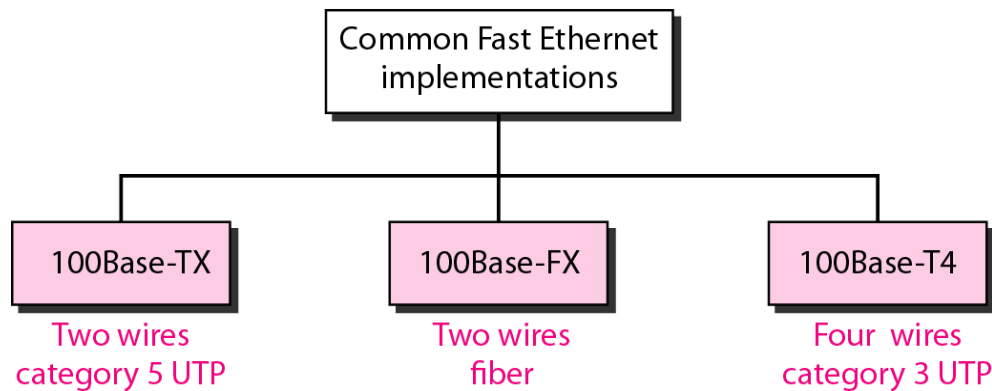 Common Fast Ethernet
implementations
100Base-TX
100Base-FX
100Base-T4
Two wires
category 5 UTP
Two wires
fiber
Four wires
category 3 UTP